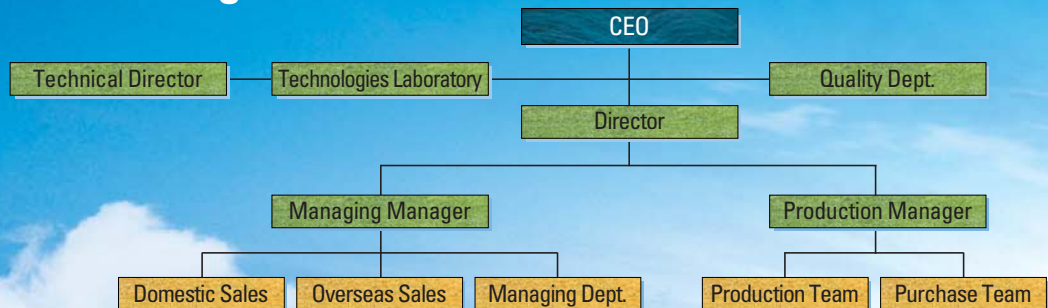 CEO
Technical Director
Technologies Laboratory
Quality Dept.
Director
Managing Manager
Production Manager
Domestic Sales
Overseas Sales
Managing Dept.
Production Team
Purchase Team